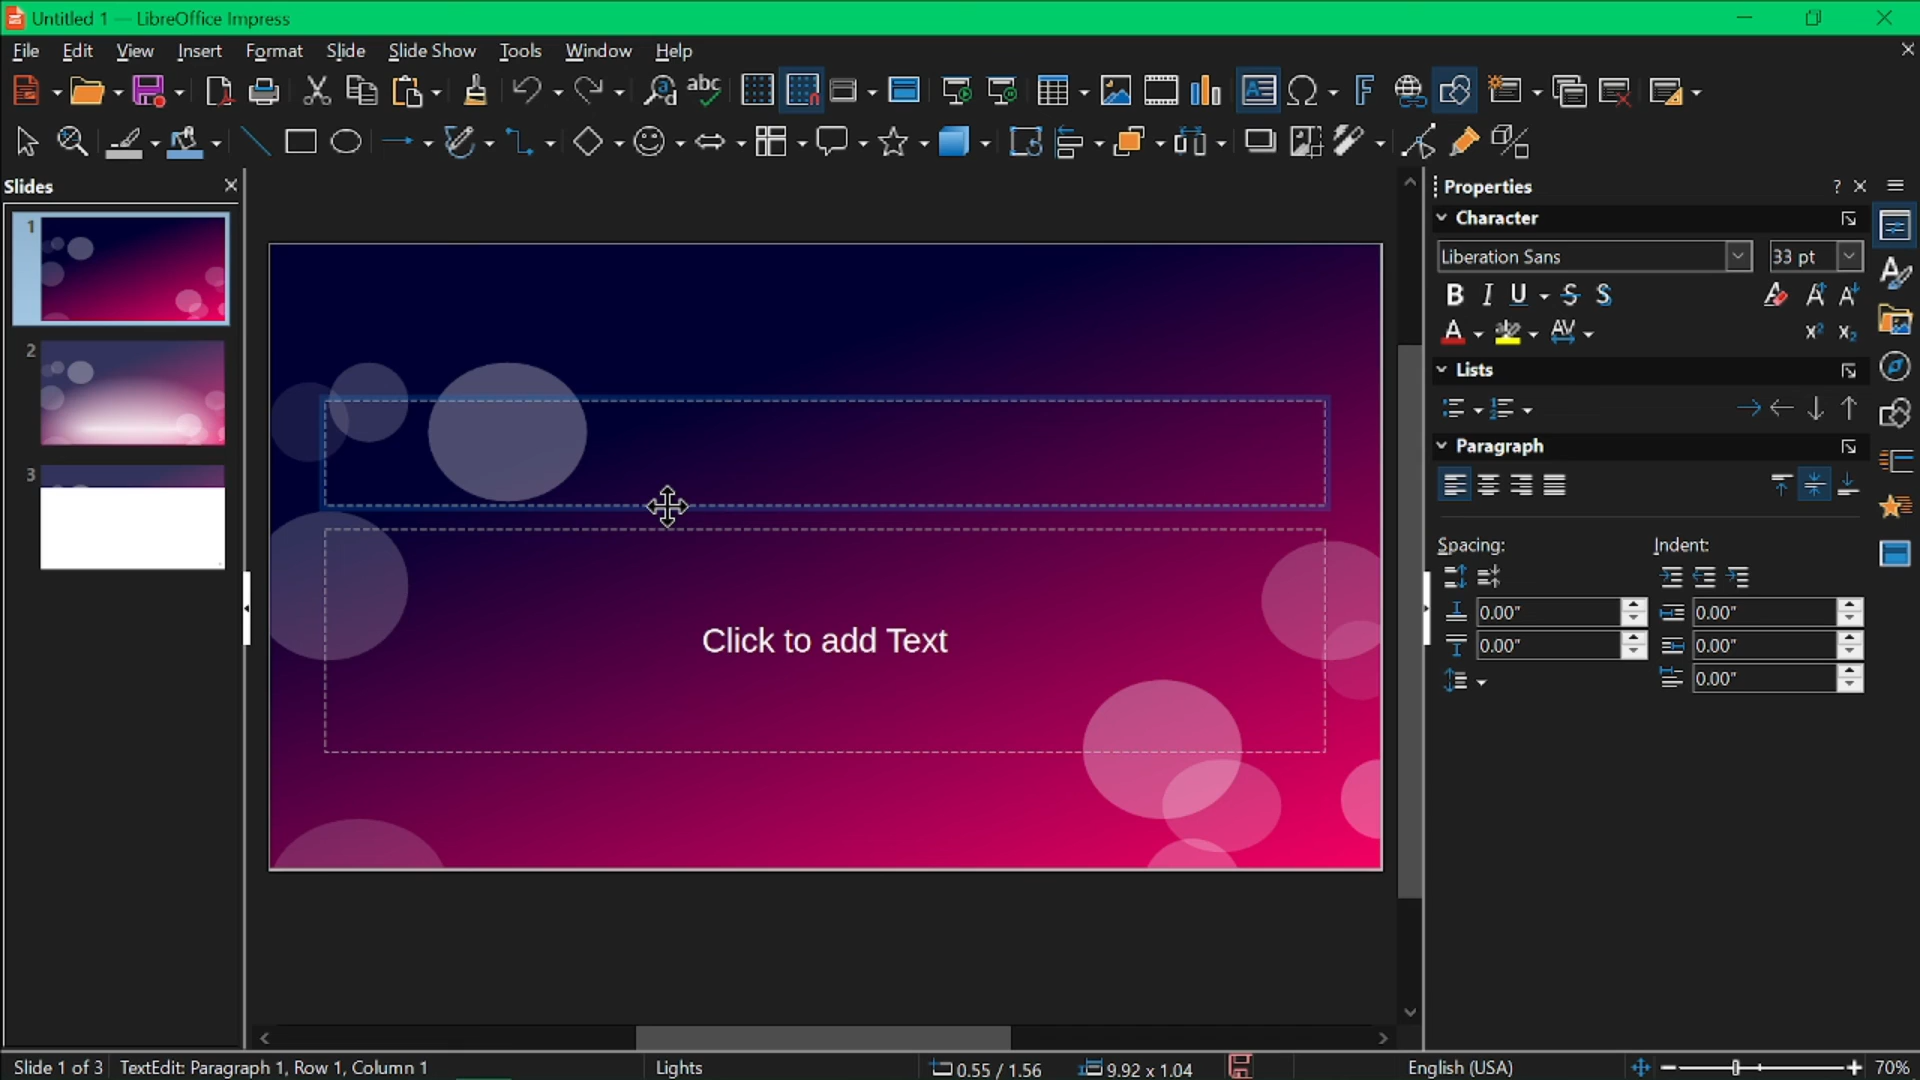 Untitled 1 — LibreOffice Impress
File Edit View Insert Format Slide Slide Show Tools Window Help
Slides
1
2
3
Click to add Text
Properties
Character
Liberation Sans 33 pt
Lists
Paragraph
Spacing: Indent:
0.00" 0.00"
0.00" 0.00"
0.00"
Slide 1 of 3 TextEdit: Paragraph 1, Row 1, Column 1 Lights 0.55 / 1.56 9.92 x 1.04 English (USA) 70%